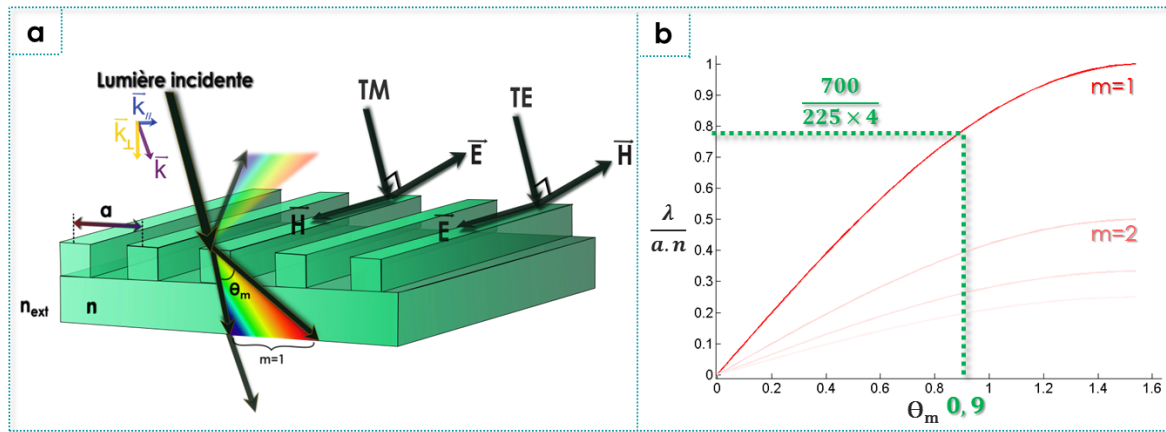 a
Lumière incidente
k//
k⊥
k
a
TM
TE
E
H
H
E
θm
next
n
m=1
b
1
0.9
0.8
0.7
0.6
0.5
0.4
0.3
0.2
0.1
0
700
225 × 4
λ
a.n
m=1
m=2
0
0.2
0.4
0.6
0.8
1
1.2
1.4
1.6
Θm 0,9